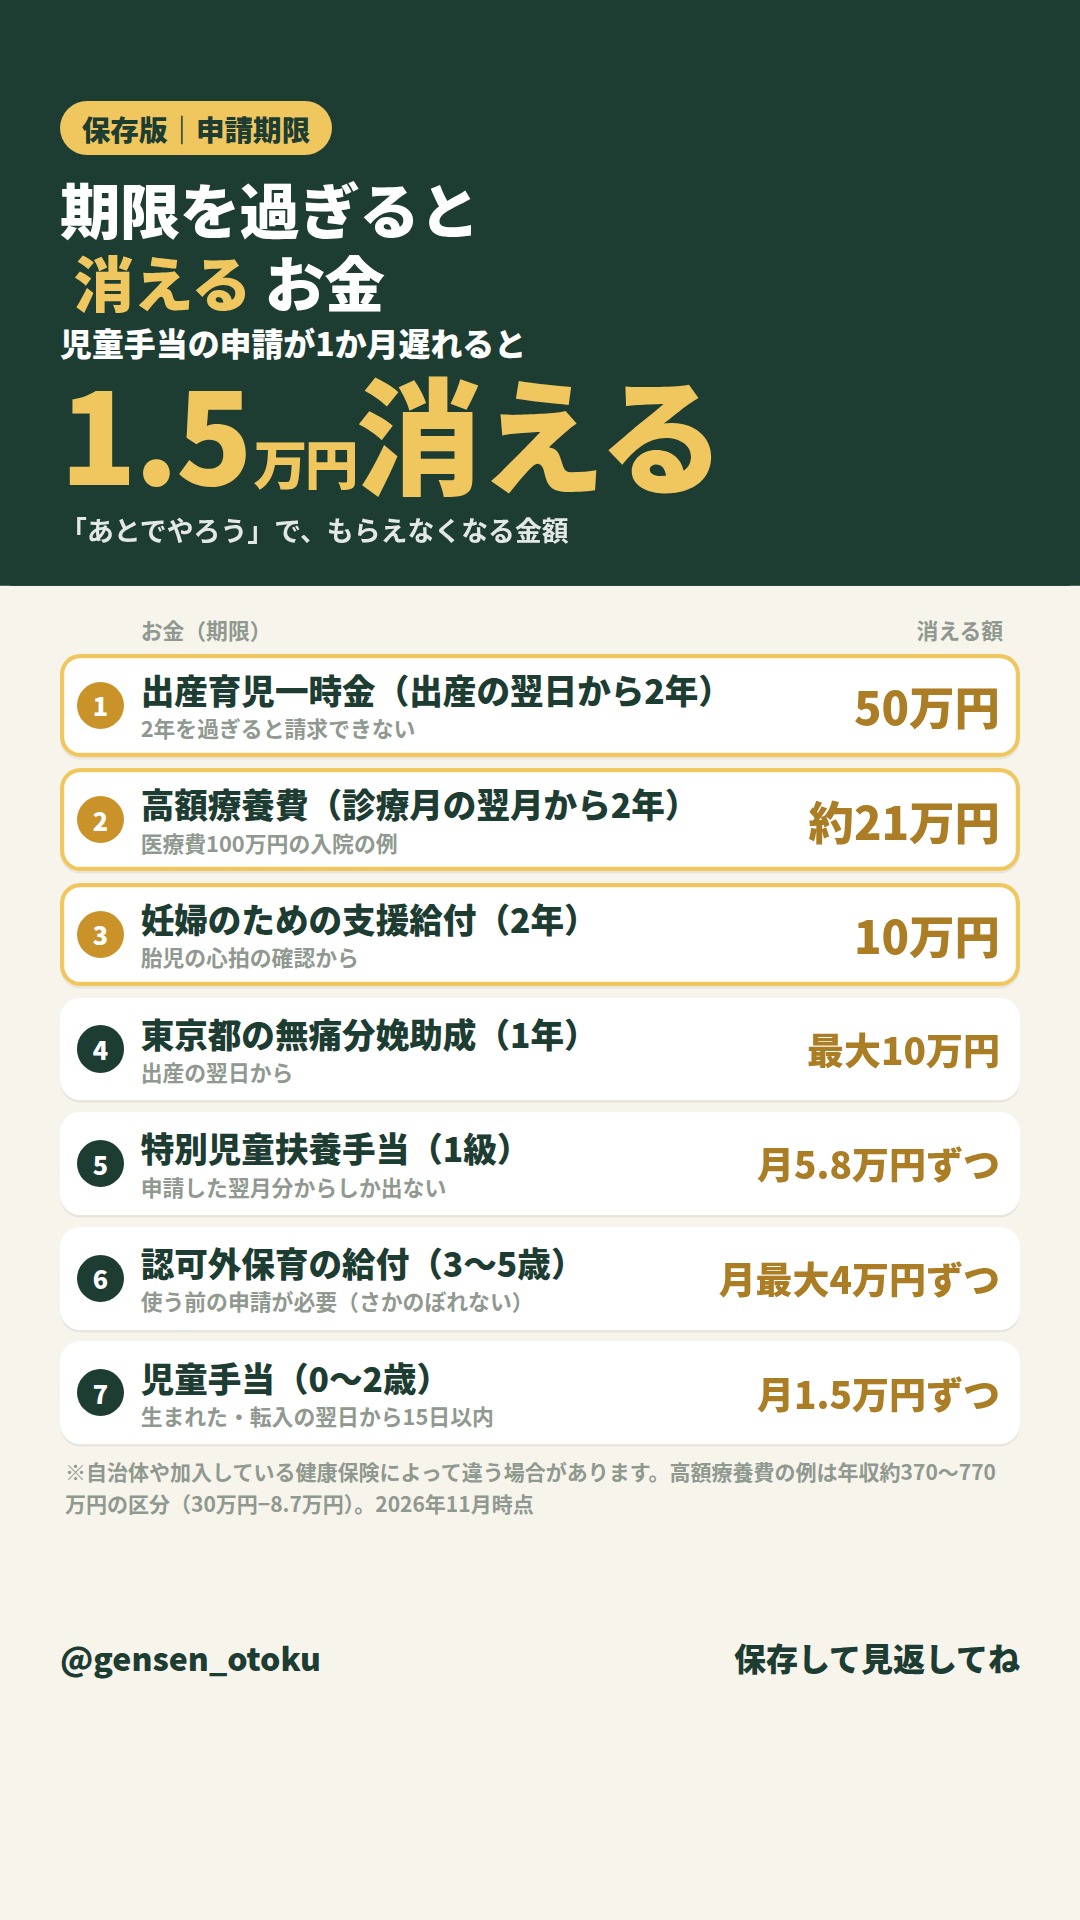 保存版｜申請期限
期限を過ぎると
消える お金
児童手当の申請が1か月遅れると
1.5万円消える
「あとでやろう」で、もらえなくなる金額
お金（期限） 消える額
1 出産育児一時金（出産の翌日から2年） 50万円
2年を過ぎると請求できない
2 高額療養費（診療月の翌月から2年） 約21万円
医療費100万円の入院の例
3 妊婦のための支援給付（2年） 10万円
胎児の心拍の確認から
4 東京都の無痛分娩助成（1年） 最大10万円
出産の翌日から
5 特別児童扶養手当（1級） 月5.8万円ずつ
申請した翌月分からしか出ない
6 認可外保育の給付（3〜5歳） 月最大4万円ずつ
使う前の申請が必要（さかのぼれない）
7 児童手当（0〜2歳） 月1.5万円ずつ
生まれた・転入の翌日から15日以内
※自治体や加入している健康保険によって違う場合があります。高額療養費の例は年収約370〜770
万円の区分（30万円−8.7万円）。2026年11月時点
@gensen_otoku 保存して見返してね